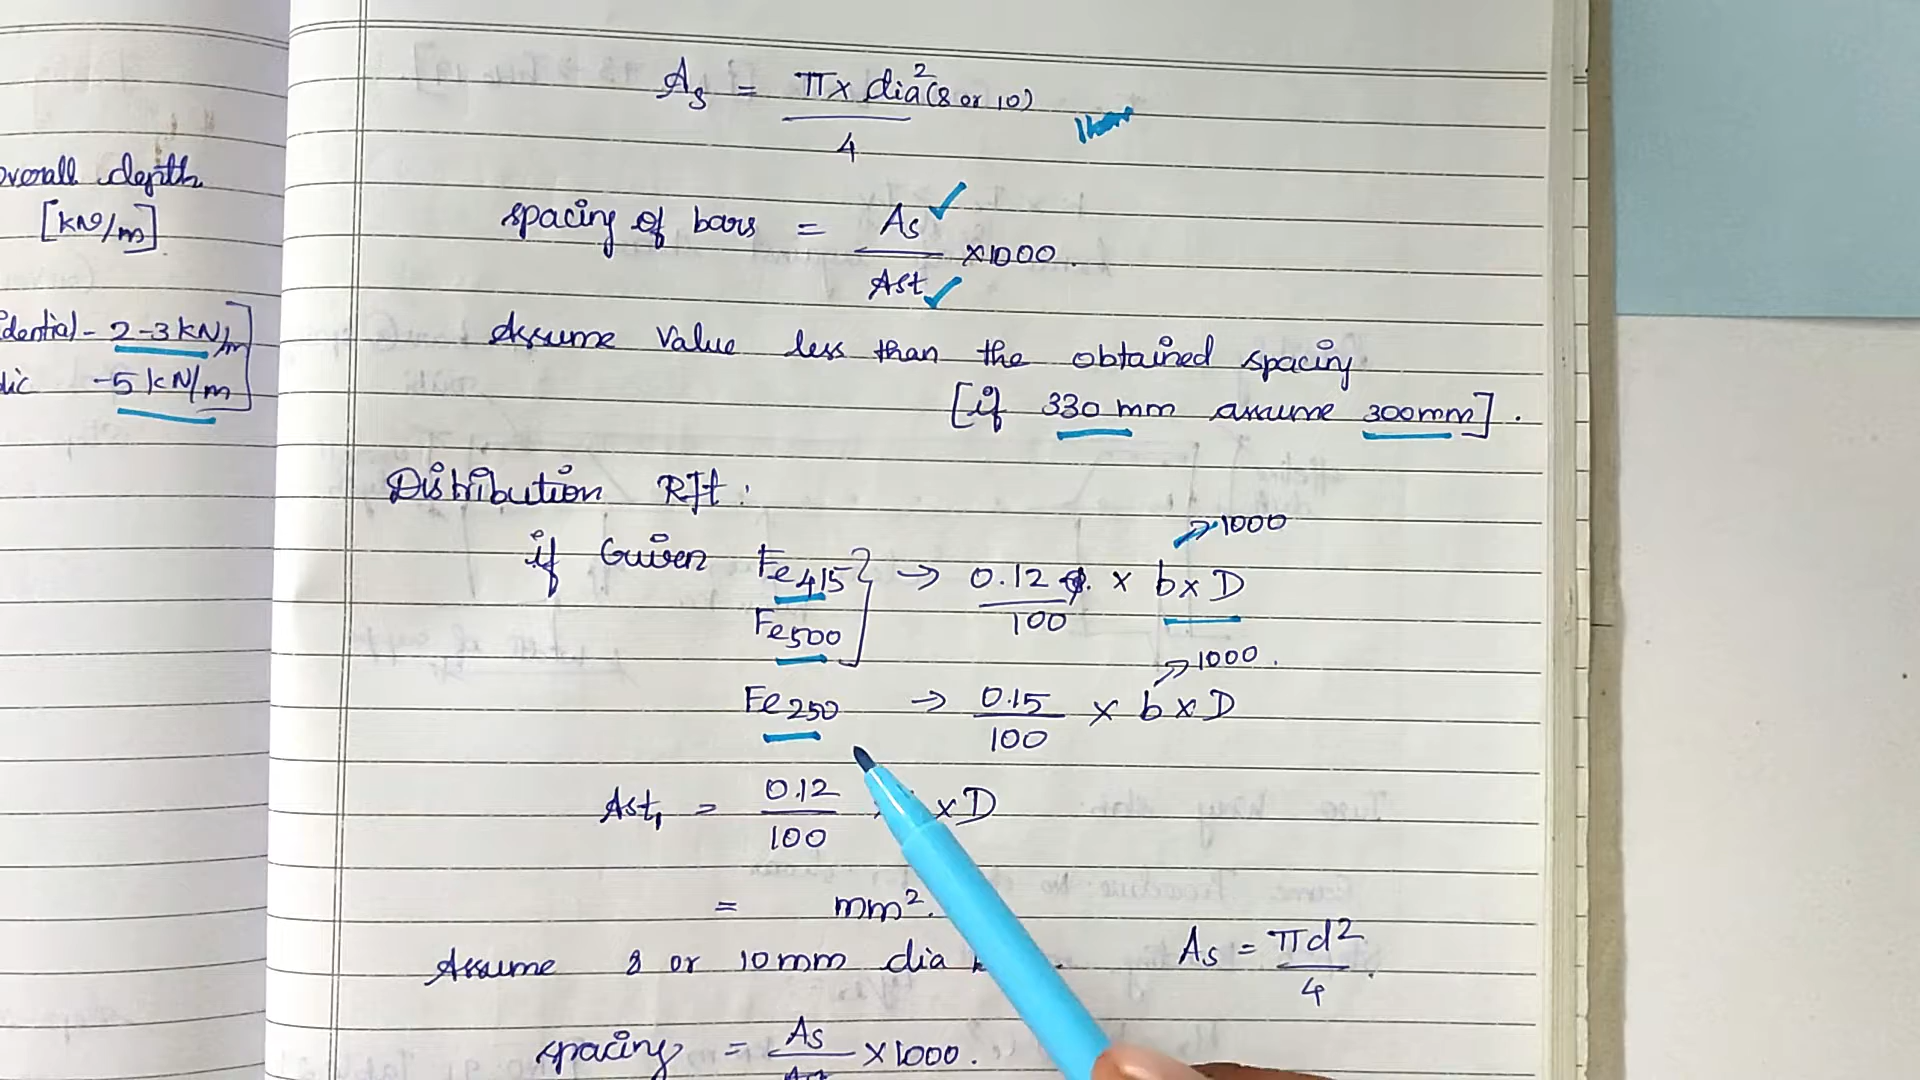 overall depth
[kN/m]
2-3 kN/m]
-5 kN/m]
As = π x dia²(8 or 10)
4
spacing of bars = As
Ast x1000.
Assume value less than the obtained spacing
[if 330 mm assume 300mm].
Distribution Rft:
→1000
if Given Fe415 } → 0.12 x b x D
Fe500 100
→1000.
Fe250 → 0.15 x b x D
100
Ast₁ = 0.12 x D
100
= mm².
Assume 8 or 10mm dia As = πd²
4.
spacing = As x1000.